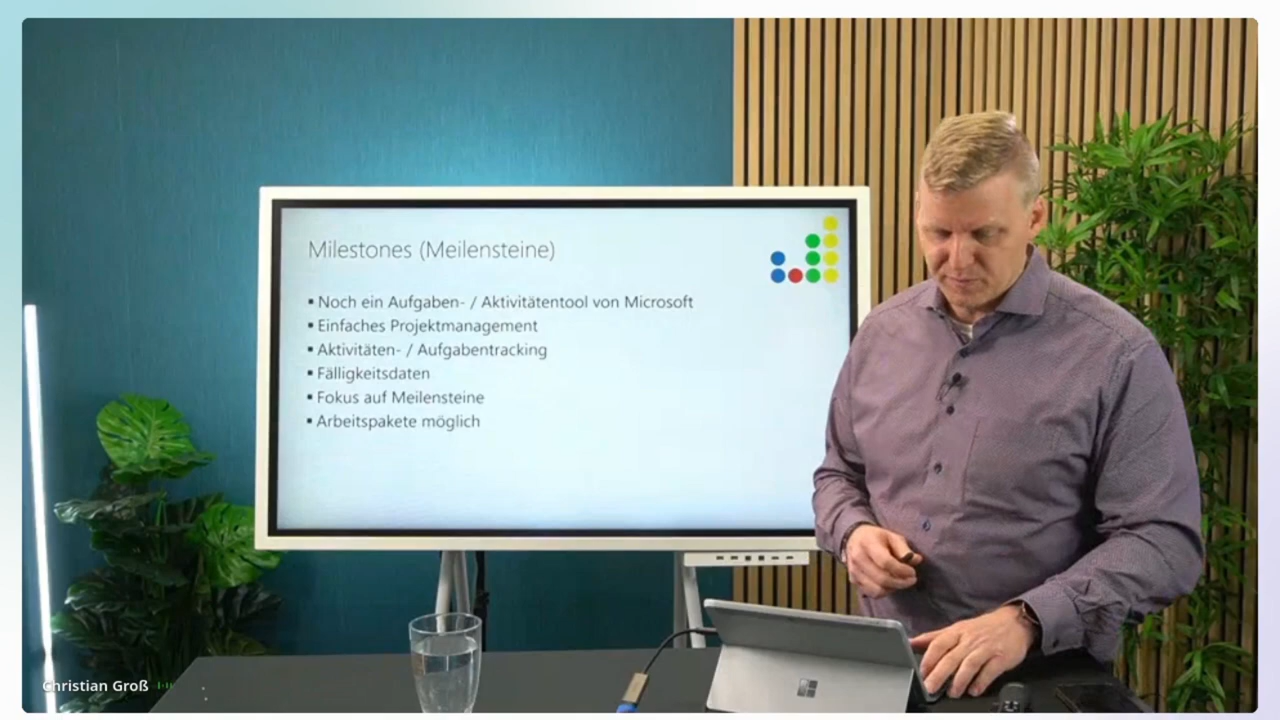 Milestones (Meilensteine)
▪ Noch ein Aufgaben- / Aktivitätentool von Microsoft
▪ Einfaches Projektmanagement
▪ Aktivitäten- / Aufgabentracking
▪ Fälligkeitsdaten
▪ Fokus auf Meilensteine
▪ Arbeitspakete möglich
Christian Groß